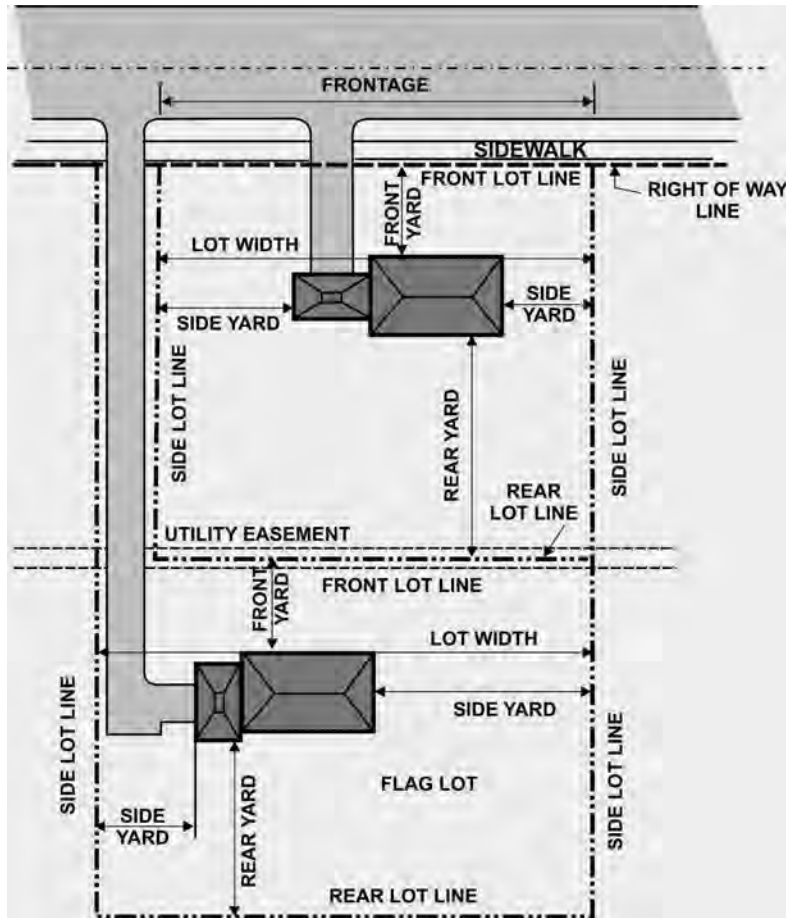 FRONTAGE
SIDEWALK
FRONT LOT LINE
RIGHT OF WAY
LINE
FRONT
YARD
LOT WIDTH
SIDE YARD
SIDE
YARD
SIDE LOT LINE
REAR YARD
SIDE LOT LINE
REAR
LOT LINE
UTILITY EASEMENT
FRONT LOT LINE
FRONT
YARD
LOT WIDTH
SIDE YARD
SIDE LOT LINE
SIDE LOT LINE
FLAG LOT
SIDE
YARD
REAR YARD
REAR LOT LINE